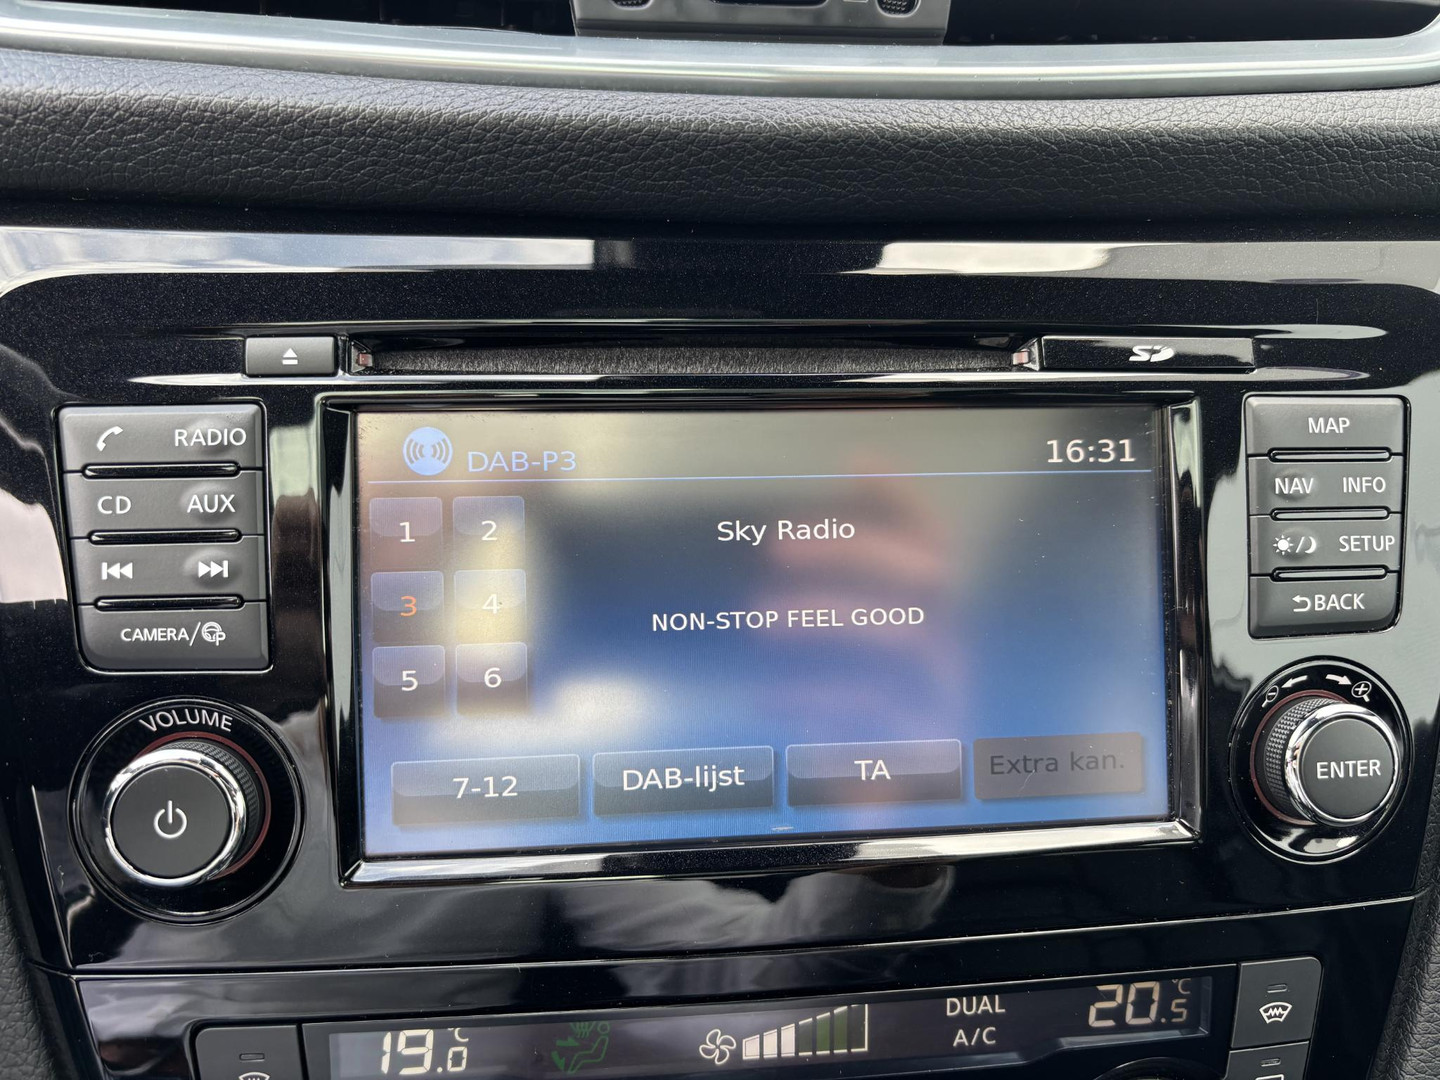 SD
RADIO
CD AUX
CAMERA/
VOLUME
DAB-P3 16:31
1 2
Sky Radio
3 4
NON-STOP FEEL GOOD
5 6
7-12 DAB-lijst TA Extra kan.
MAP
NAV INFO
SETUP
BACK
ENTER
19.0 °C
DUAL
A/C
20.5 °C